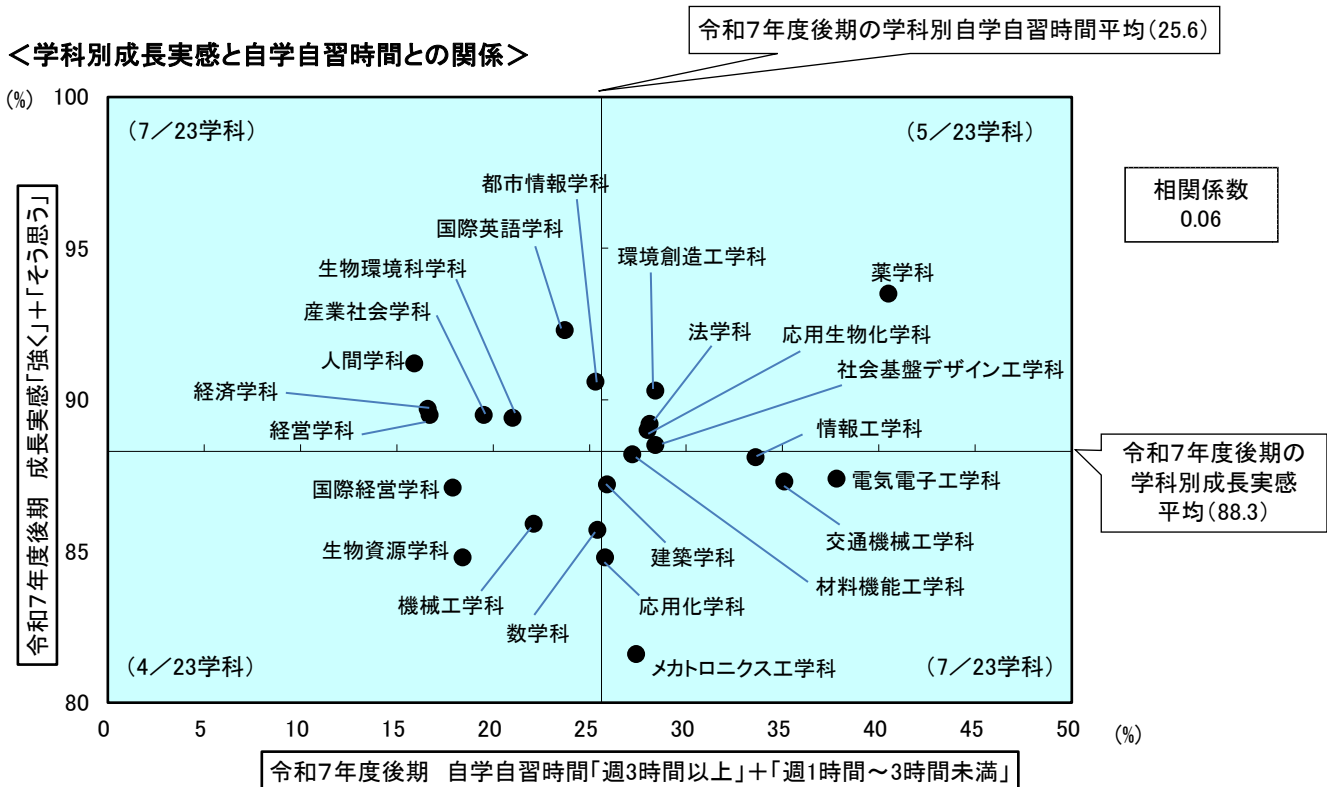 令和7年度後期の学科別自学自習時間平均(25.6)
＜学科別成長実感と自学自習時間との関係＞
(%)
100
(7／23学科)
(5／23学科)
都市情報学科
相関係数
0.06
国際英語学科
95
環境創造工学科
生物環境科学科
薬学科
産業社会学科
法学科
応用生物化学科
人間学科
社会基盤デザイン工学科
経済学科
90
経営学科
情報工学科
令和7年度後期の
学科別成長実感
平均(88.3)
国際経営学科
電気電子工学科
交通機械工学科
生物資源学科
建築学科
85
材料機能工学科
機械工学科
応用化学科
数学科
(4／23学科)
メカトロニクス工学科
(7／23学科)
80
0 5 10 15 20 25 30 35 40 45 50
(%)
令和7年度後期 成長実感「強く」＋「そう思う」
令和7年度後期　自学自習時間「週3時間以上」＋「週1時間～3時間未満」